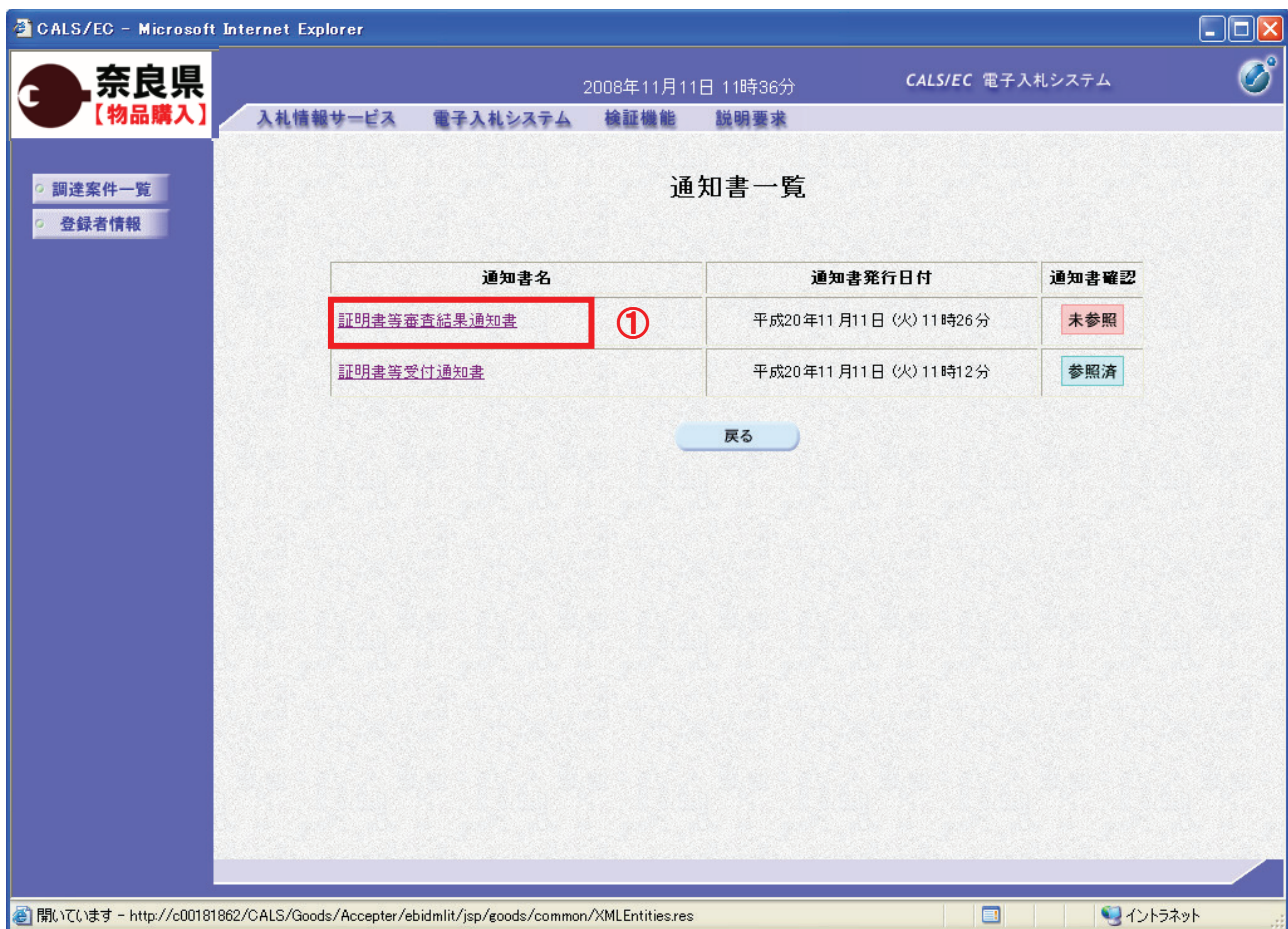 CALS/EC - Microsoft Internet Explorer
奈良県
【物品購入】
2008年11月11日 11時36分
CALS/EC 電子入札システム
入札情報サービス 電子入札システム 検証機能 説明要求
調達案件一覧
登録者情報
通知書一覧
通知書名 通知書発行日付 通知書確認
証明書等審査結果通知書 ① 平成20年11月11日 (火) 11時26分 未参照
証明書等受付通知書 平成20年11月11日 (火) 11時12分 参照済
戻る
開いています - http://c00181862/CALS/Goods/Accepter/ebidmlit/jsp/goods/common/XMLEntities.res イントラネット